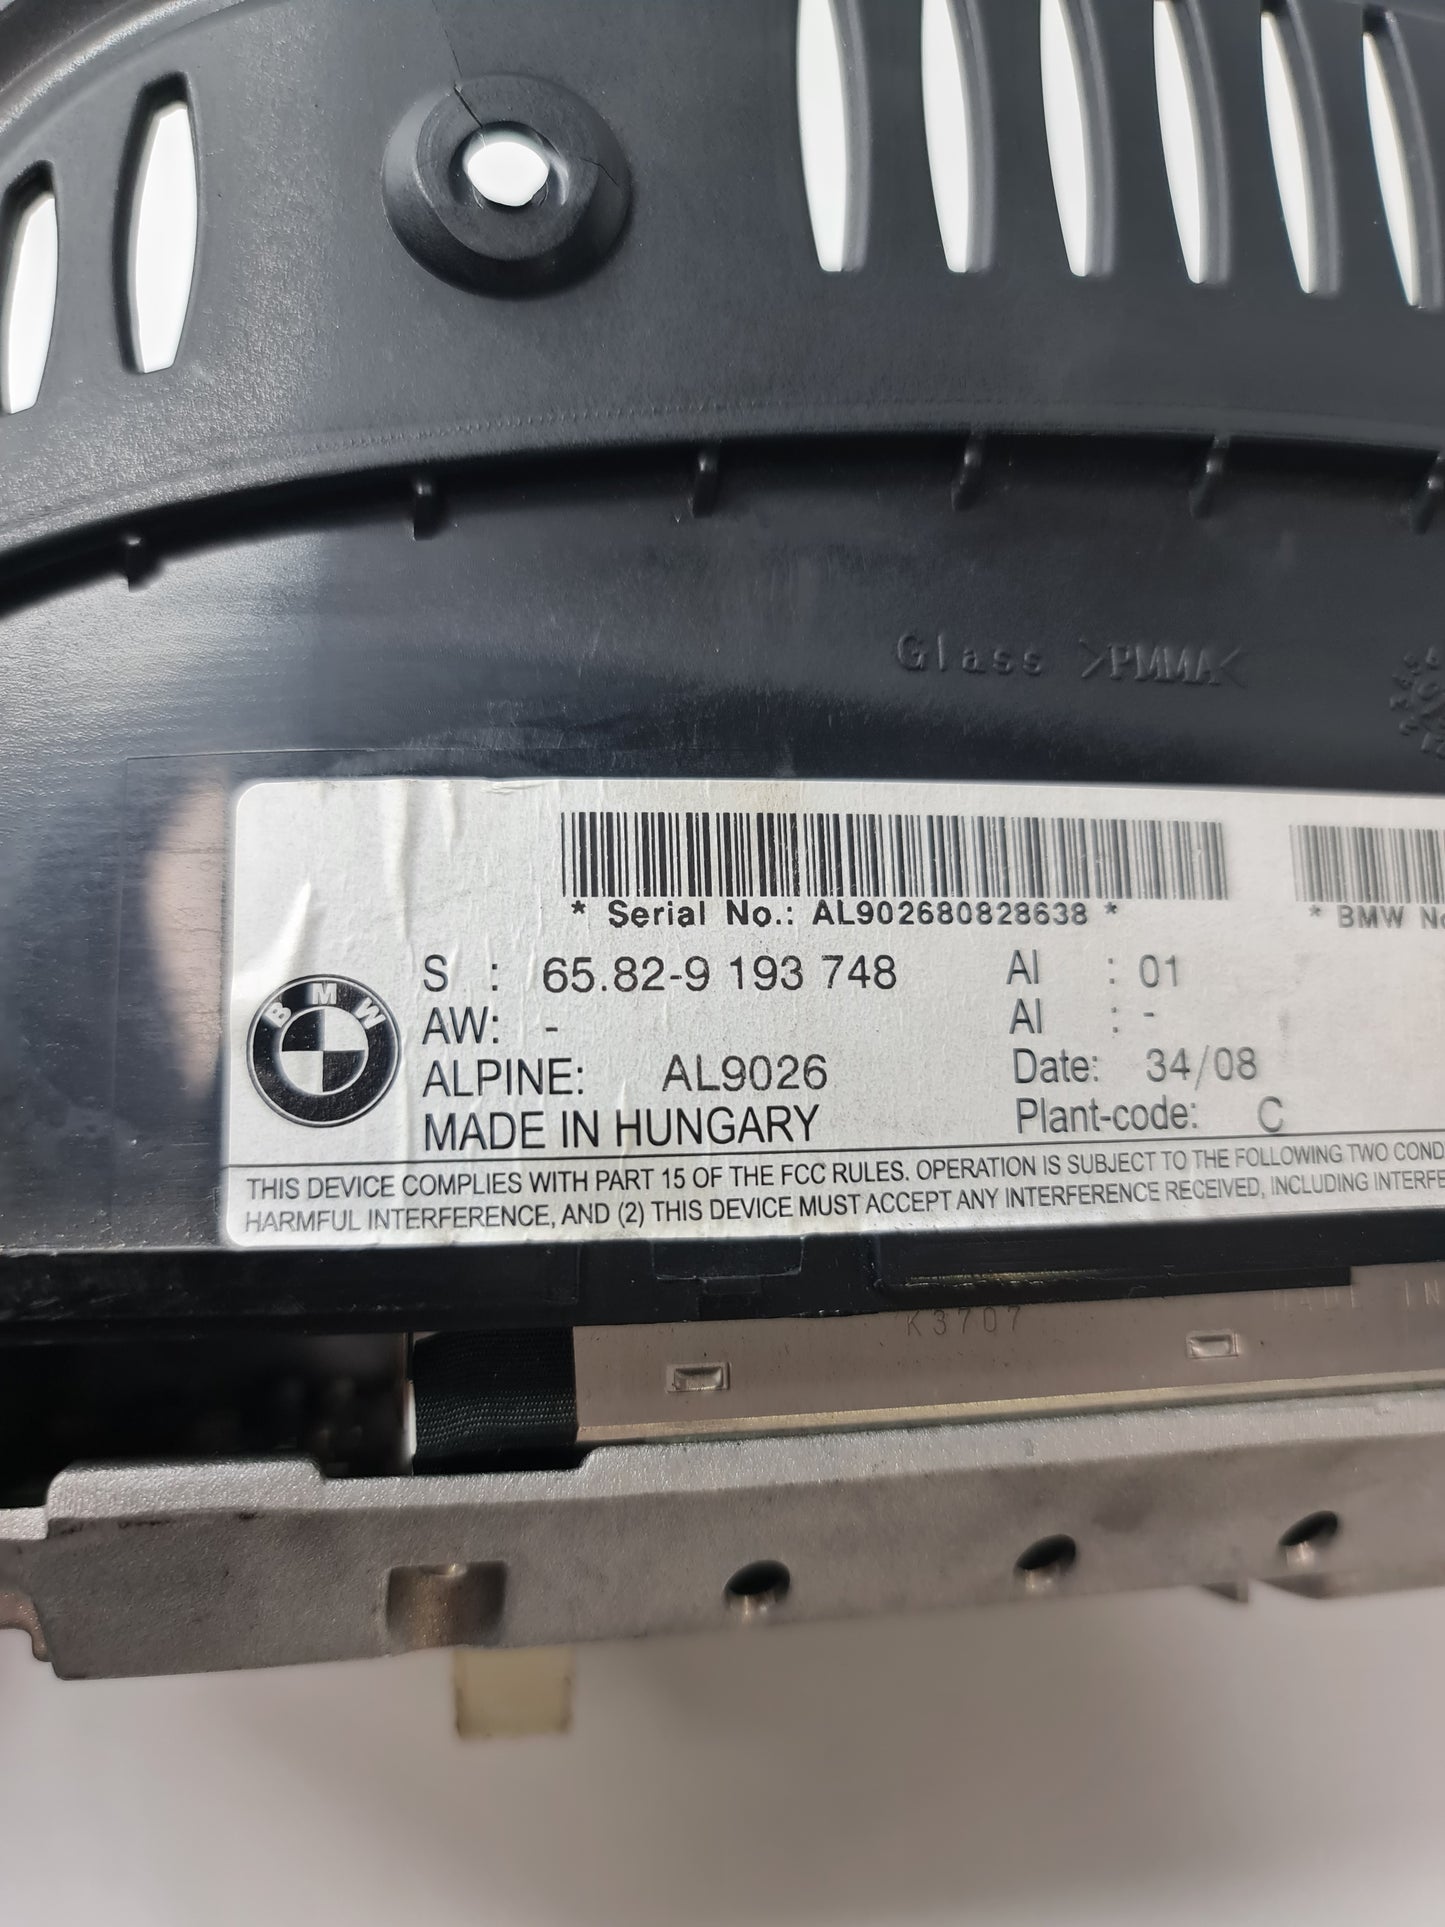 Glass >PMMA<
* Serial No.: AL902680828638 * * BMW No
S : 65.82-9 193 748 AI : 01
AW: - AI : -
ALPINE: AL9026 Date: 34/08
MADE IN HUNGARY Plant-code: C
BMW
THIS DEVICE COMPLIES WITH PART 15 OF THE FCC RULES. OPERATION IS SUBJECT TO THE FOLLOWING TWO COND
HARMFUL INTERFERENCE, AND (2) THIS DEVICE MUST ACCEPT ANY INTERFERENCE RECEIVED, INCLUDING INTERFE
K3707 MADE IN